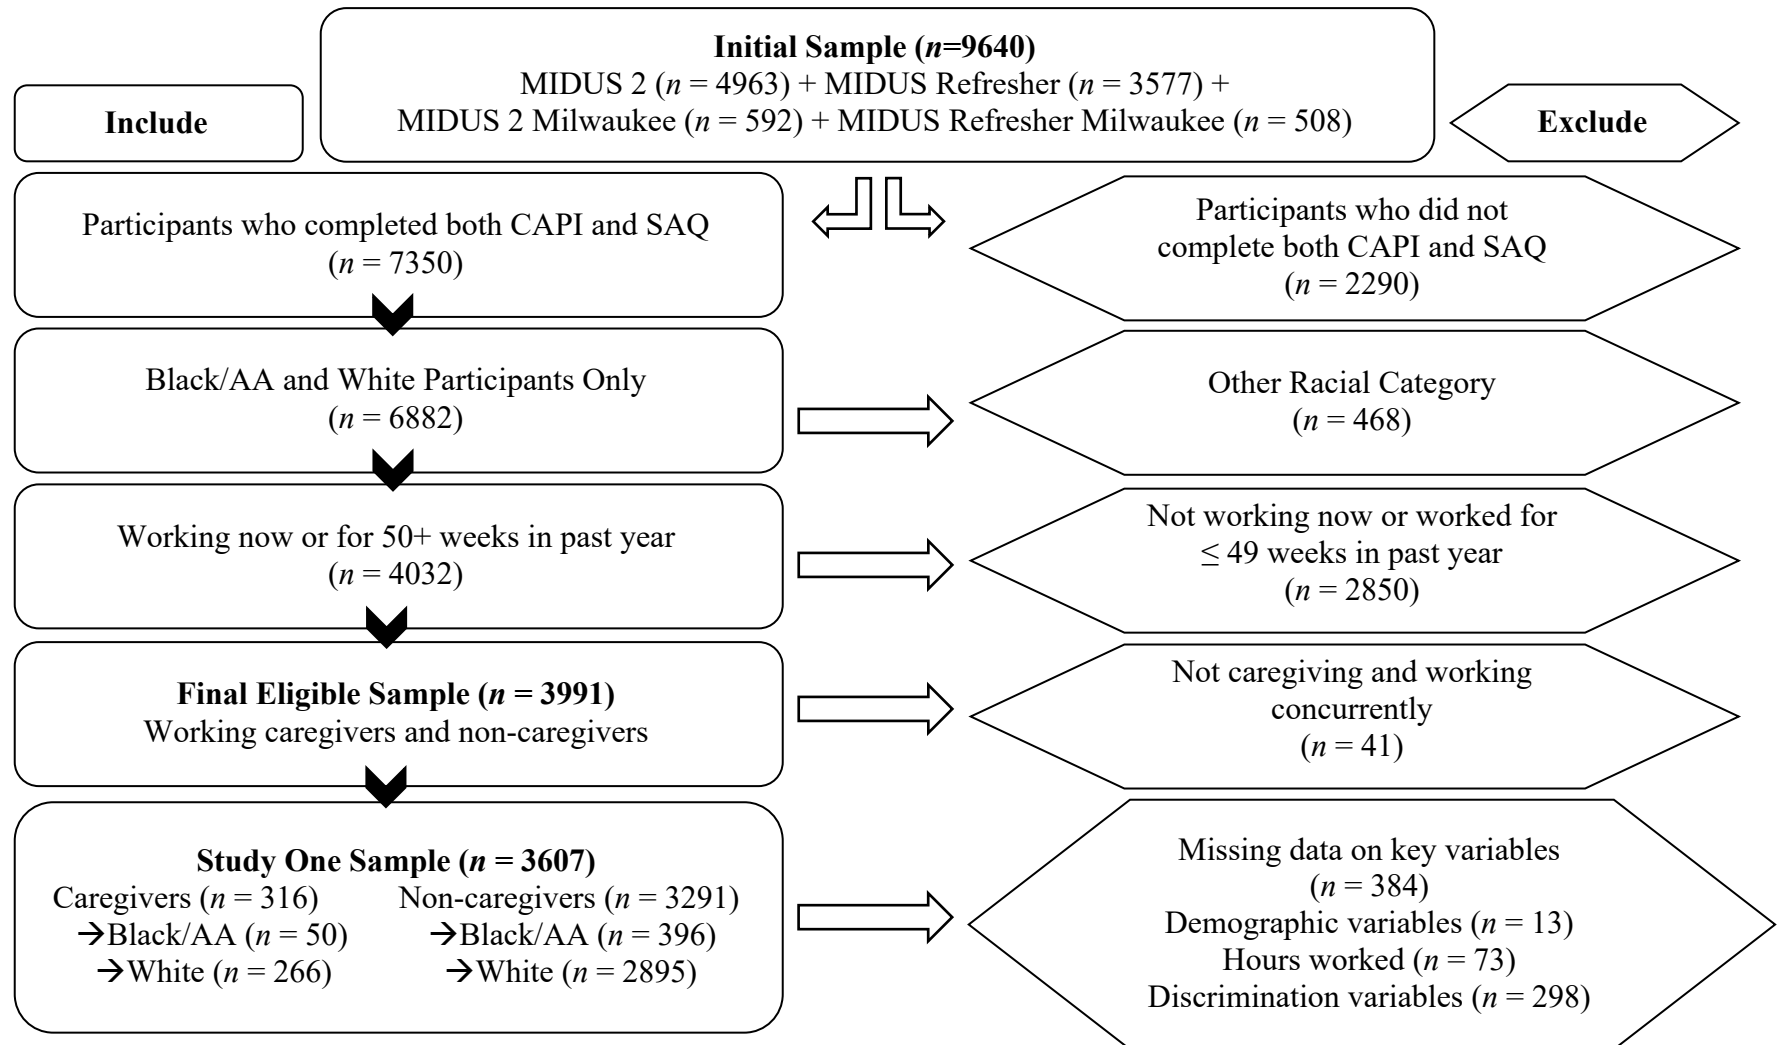 Initial Sample (n=9640)
MIDUS 2 (n = 4963) + MIDUS Refresher (n = 3577) +
MIDUS 2 Milwaukee (n = 592) + MIDUS Refresher Milwaukee (n = 508)
Include
Exclude
Participants who completed both CAPI and SAQ
(n = 7350)
Participants who did not
complete both CAPI and SAQ
(n = 2290)
Black/AA and White Participants Only
(n = 6882)
Other Racial Category
(n = 468)
Working now or for 50+ weeks in past year
(n = 4032)
Not working now or worked for
≤ 49 weeks in past year
(n = 2850)
Final Eligible Sample (n = 3991)
Working caregivers and non-caregivers
Not caregiving and working
concurrently
(n = 41)
Study One Sample (n = 3607)
Caregivers (n = 316)
→Black/AA (n = 50)
→White (n = 266)
Non-caregivers (n = 3291)
→Black/AA (n = 396)
→White (n = 2895)
Missing data on key variables
(n = 384)
Demographic variables (n = 13)
Hours worked (n = 73)
Discrimination variables (n = 298)